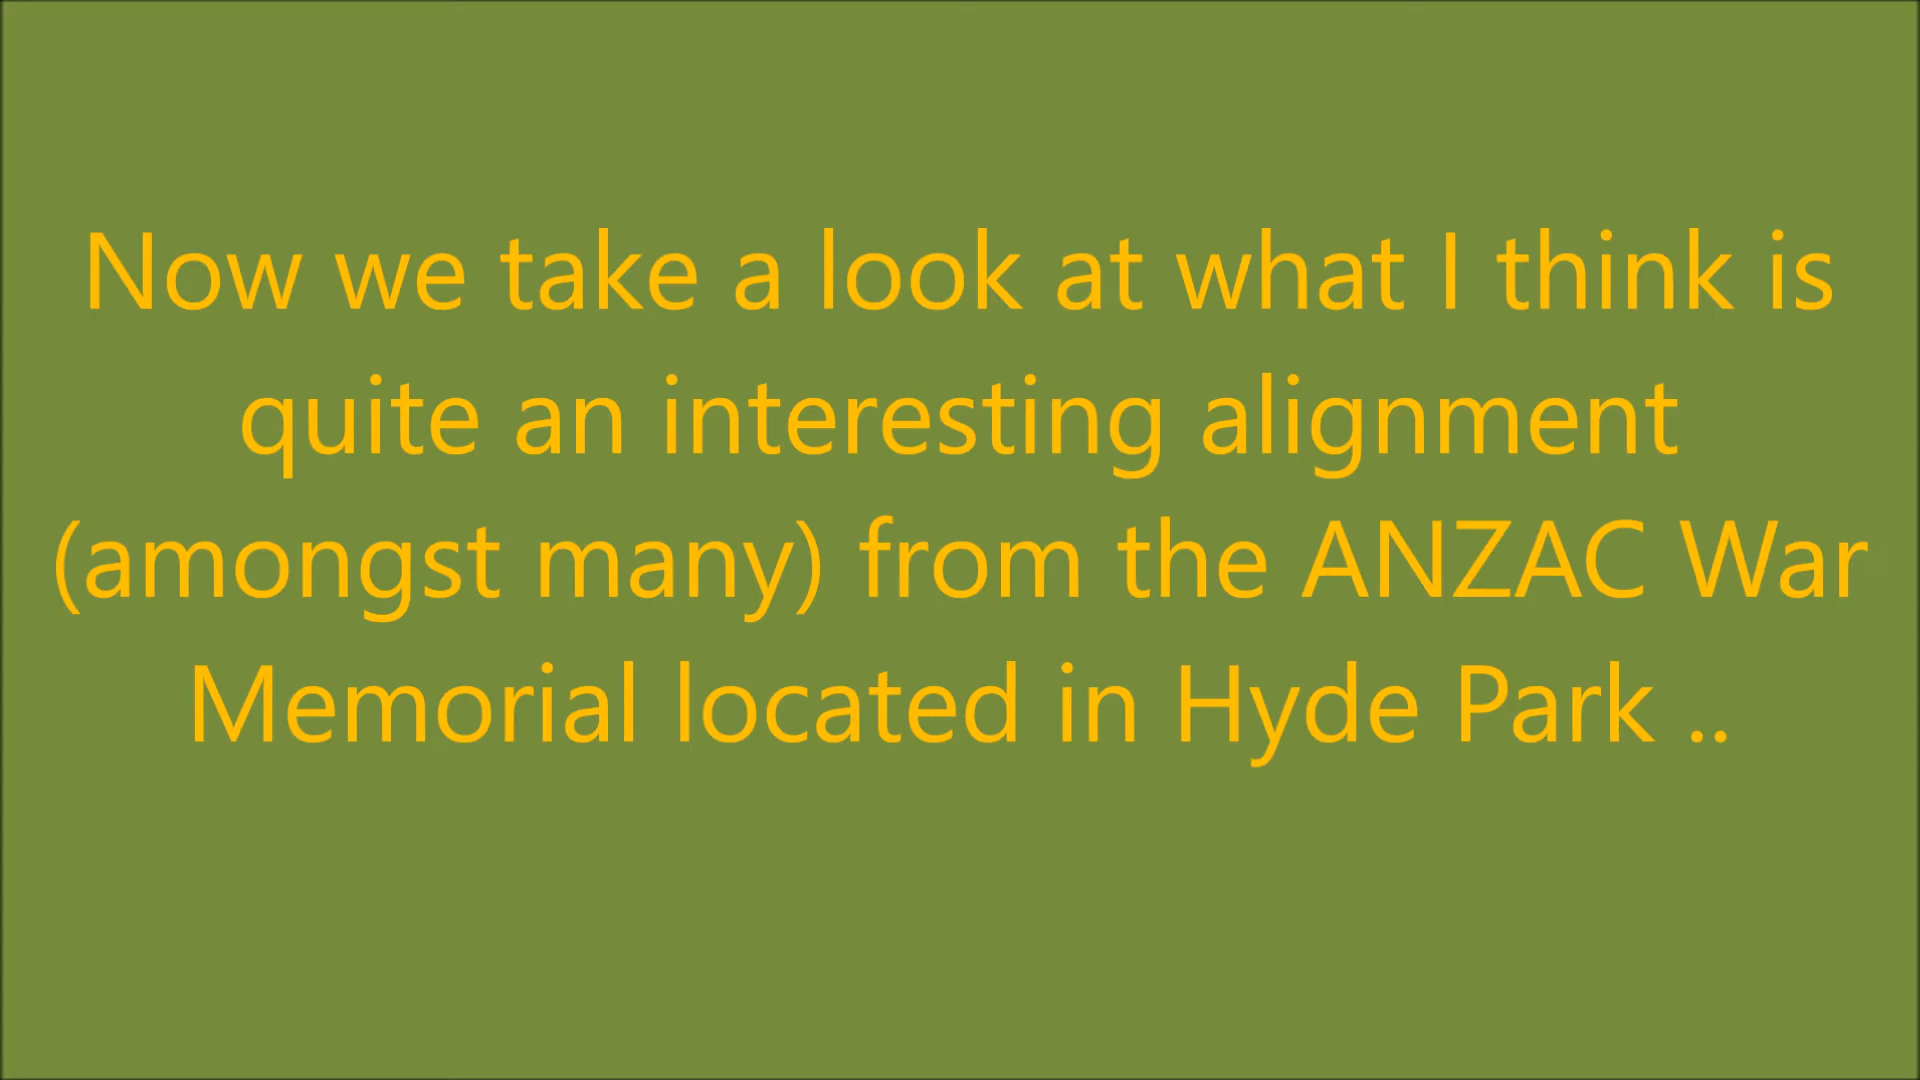 Now we take a look at what I think is
quite an interesting alignment
(amongst many) from the ANZAC War
Memorial located in Hyde Park ..